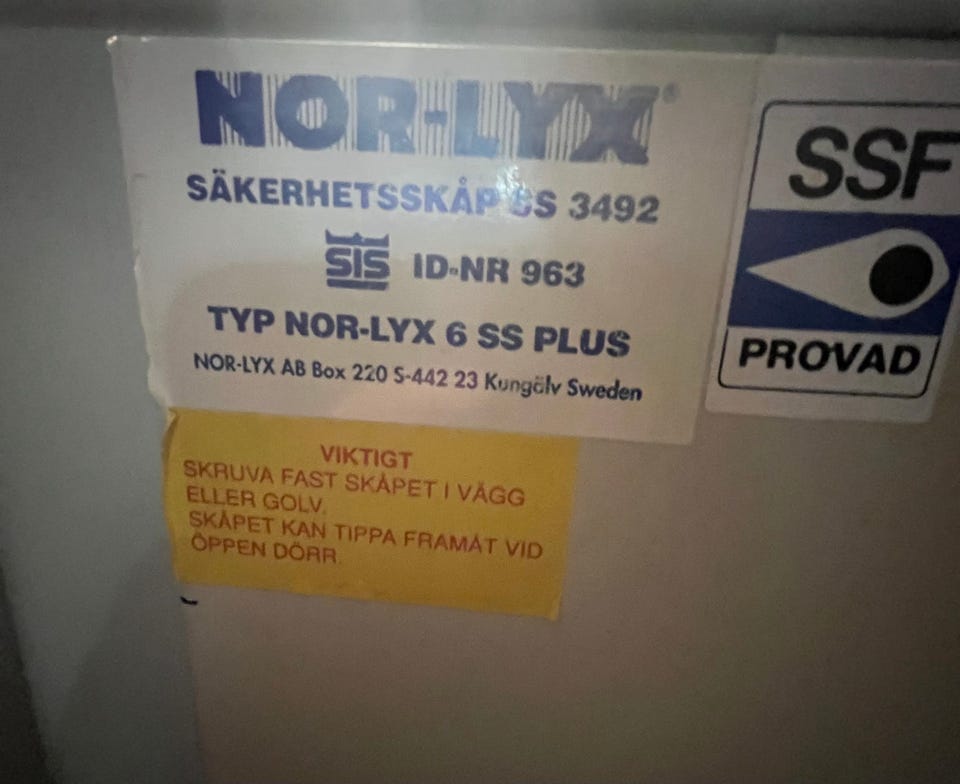 NOR-LYX®
SÄKERHETSSKÅP SS 3492
SIS ID-NR 963
TYP NOR-LYX 6 SS PLUS
NOR-LYX AB Box 220 S-442 23 Kungälv Sweden
SSF
PROVAD
VIKTIGT
SKRUVA FAST SKÅPET I VÄGG
ELLER GOLV.
SKÅPET KAN TIPPA FRAMÅT VID
ÖPPEN DÖRR.